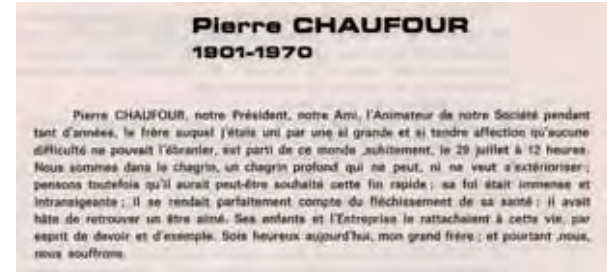 Pierre CHAUFOUR
1901-1970
Pierre CHAUFOUR, notre Président, notre Ami, l'Animateur de notre Société pendant
tant d'années, le frère auquel j'étais uni par une si grande et si tendre affection qu'aucune
difficulté ne pouvait l'ébranler, est parti de ce monde ,subitement, le 29 juillet à 12 heures.
Nous sommes dans le chagrin, un chagrin profond qui ne peut, ni ne veut s'extérioriser ;
pensons toutefois qu'il aurait peut-être souhaité cette fin rapide ; sa foi était immense et
intransigeante ; il se rendait parfaitement compte du fléchissement de sa santé ; il avait
hâte de retrouver un être aimé. Ses enfants et l'Entreprise le rattachaient à cette vie, par
esprit de devoir et d'exemple. Sois heureux aujourd'hui, mon grand frère ; et pourtant ,nous,
nous souffrons.